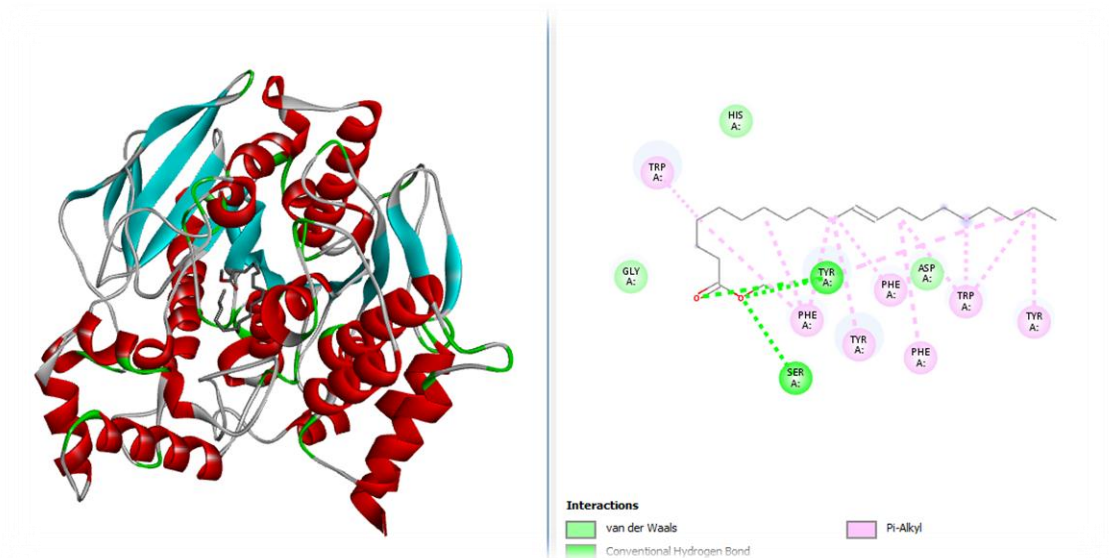 HIS
A:
TRP
A:
GLY
A:
TYR
A:
PHE
A:
ASP
A:
TRP
A:
PHE
A:
TYR
A:
PHE
A:
TYR
A:
SER
A:
o
o
Interactions
van der Waals
Pi-Alkyl
Conventional Hydrogen Bond